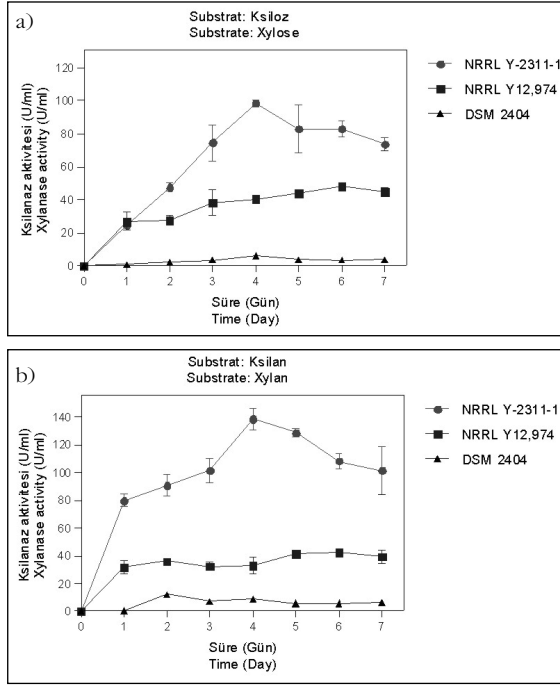 a)
Substrat: Ksiloz
Substrate: Xylose
Ksilanaz aktivitesi (U/ml)
Xylanase activity (U/ml)
120
100
80
60
40
20
0
0 1 2 3 4 5 6 7
Süre (Gün)
Time (Day)
NRRL Y-2311-1
NRRL Y12,974
DSM 2404
b)
Substrat: Ksilan
Substrate: Xylan
Ksilanaz aktivitesi (U/ml)
Xylanase activity (U/ml)
140
120
100
80
60
40
20
0
0 1 2 3 4 5 6 7
Süre (Gün)
Time (Day)
NRRL Y-2311-1
NRRL Y12,974
DSM 2404